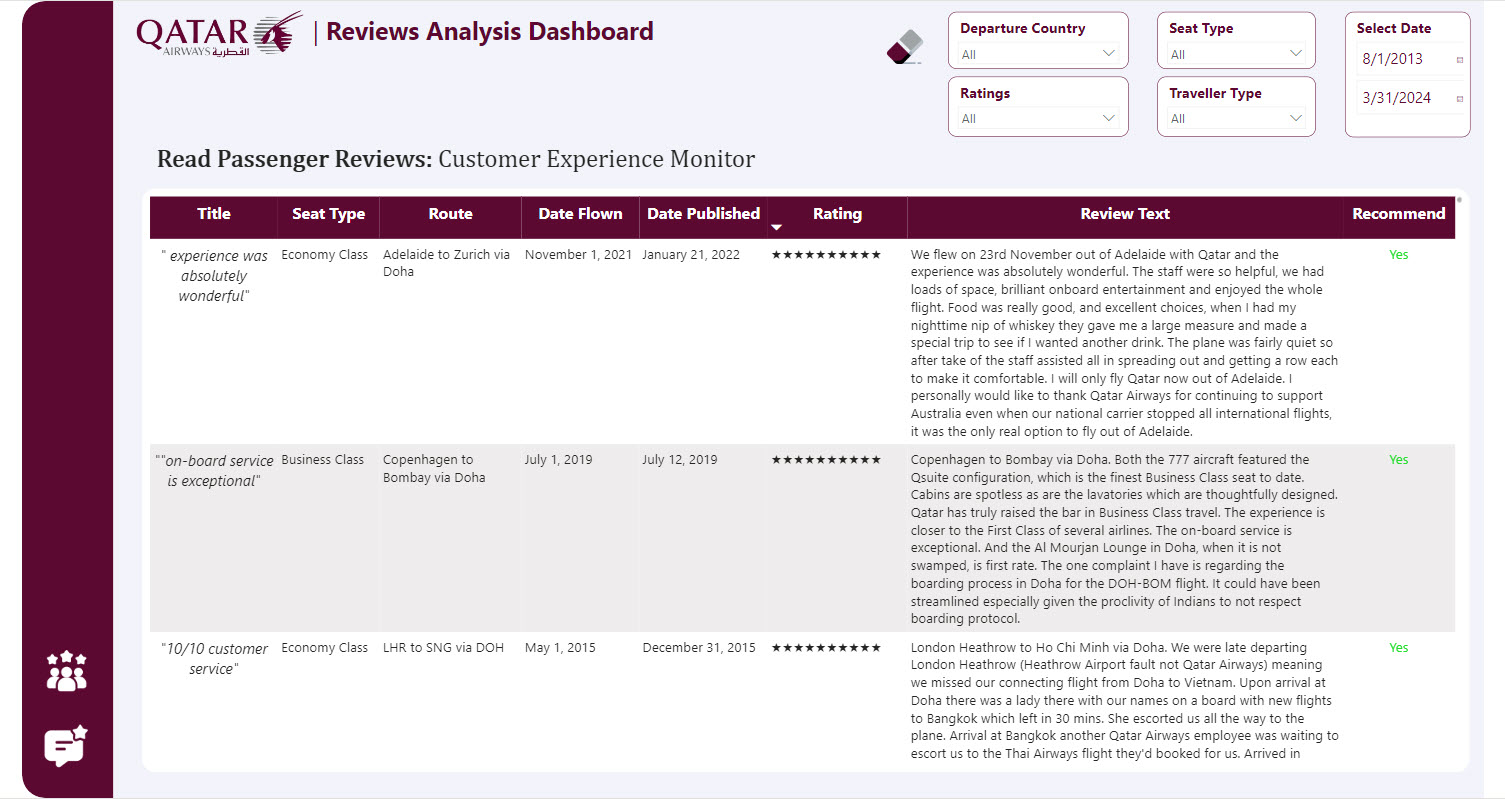 QATAR
AIRWAYS القطرية
| Reviews Analysis Dashboard
Departure Country
All
Seat Type
All
Select Date
8/1/2013
3/31/2024
Ratings
All
Traveller Type
All
Read Passenger Reviews: Customer Experience Monitor
Title Seat Type Route Date Flown Date Published Rating Review Text Recommend
" experience was
absolutely
wonderful"
Economy Class
Adelaide to Zurich via
Doha
November 1, 2021
January 21, 2022
★★★★★★★★★★
We flew on 23rd November out of Adelaide with Qatar and the
experience was absolutely wonderful. The staff were so helpful, we had
loads of space, brilliant onboard entertainment and enjoyed the whole
flight. Food was really good, and excellent choices, when I had my
nighttime nip of whiskey they gave me a large measure and made a
special trip to see if I wanted another drink. The plane was fairly quiet so
after take of the staff assisted all in spreading out and getting a row each
to make it comfortable. I will only fly Qatar now out of Adelaide. I
personally would like to thank Qatar Airways for continuing to support
Australia even when our national carrier stopped all international flights,
it was the only real option to fly out of Adelaide.
Yes
""on-board service
is exceptional"
Business Class
Copenhagen to
Bombay via Doha
July 1, 2019
July 12, 2019
★★★★★★★★★★
Copenhagen to Bombay via Doha. Both the 777 aircraft featured the
Qsuite configuration, which is the finest Business Class seat to date.
Cabins are spotless as are the lavatories which are thoughtfully designed.
Qatar has truly raised the bar in Business Class travel. The experience is
closer to the First Class of several airlines. The on-board service is
exceptional. And the Al Mourjan Lounge in Doha, when it is not
swamped, is first rate. The one complaint I have is regarding the
boarding process in Doha for the DOH-BOM flight. It could have been
streamlined especially given the proclivity of Indians to not respect
boarding protocol.
Yes
"10/10 customer
service"
Economy Class
LHR to SNG via DOH
May 1, 2015
December 31, 2015
★★★★★★★★★★
London Heathrow to Ho Chi Minh via Doha. We were late departing
London Heathrow (Heathrow Airport fault not Qatar Airways) meaning
we missed our connecting flight from Doha to Vietnam. Upon arrival at
Doha there was a lady there with our names on a board with new flights
to Bangkok which left in 30 mins. She escorted us all the way to the
plane. Arrival at Bangkok another Qatar Airways employee was waiting to
escort us to the Thai Airways flight they'd booked for us. Arrived in
Yes